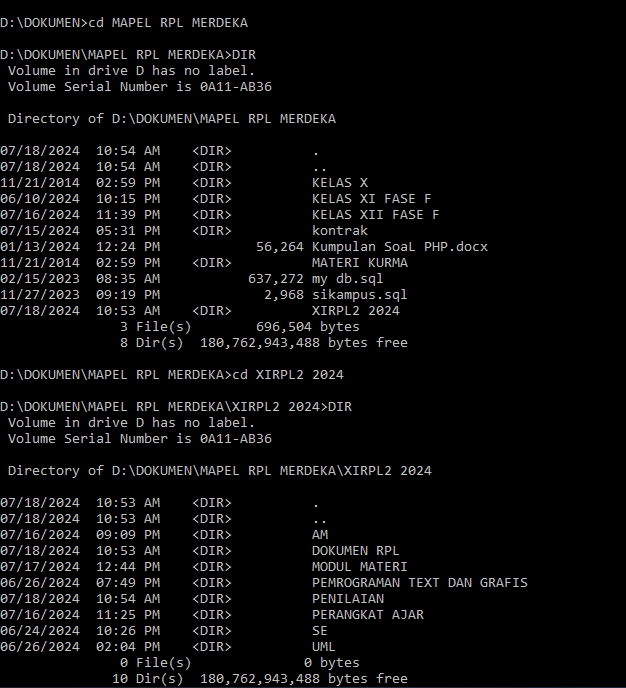 D:\DOKUMEN>cd MAPEL RPL MERDEKA
D:\DOKUMEN\MAPEL RPL MERDEKA>DIR
 Volume in drive D has no label.
 Volume Serial Number is 0A11-AB36
 Directory of D:\DOKUMEN\MAPEL RPL MERDEKA
07/18/2024  10:54 AM    <DIR>          .
07/18/2024  10:54 AM    <DIR>          ..
11/21/2014  02:59 PM    <DIR>          KELAS X
06/10/2024  10:15 PM    <DIR>          KELAS XI FASE F
07/16/2024  11:39 PM    <DIR>          KELAS XII FASE F
07/15/2024  05:31 PM    <DIR>          kontrak
01/13/2024  12:24 PM            56,264 Kumpulan SoaL PHP.docx
11/21/2014  02:59 PM    <DIR>          MATERI KURMA
02/15/2023  08:35 AM           637,272 my db.sql
11/27/2023  09:19 PM             2,968 sikampus.sql
07/18/2024  10:53 AM    <DIR>          XIRPL2 2024
               3 File(s)        696,504 bytes
               8 Dir(s)  180,762,943,488 bytes free
D:\DOKUMEN\MAPEL RPL MERDEKA>cd XIRPL2 2024
D:\DOKUMEN\MAPEL RPL MERDEKA\XIRPL2 2024>DIR
 Volume in drive D has no label.
 Volume Serial Number is 0A11-AB36
 Directory of D:\DOKUMEN\MAPEL RPL MERDEKA\XIRPL2 2024
07/18/2024  10:53 AM    <DIR>          .
07/18/2024  10:53 AM    <DIR>          ..
07/16/2024  09:09 PM    <DIR>          AM
07/18/2024  10:53 AM    <DIR>          DOKUMEN RPL
07/17/2024  12:44 PM    <DIR>          MODUL MATERI
06/26/2024  07:49 PM    <DIR>          PEMROGRAMAN TEXT DAN GRAFIS
07/18/2024  10:54 AM    <DIR>          PENILAIAN
07/16/2024  11:25 PM    <DIR>          PERANGKAT AJAR
06/24/2024  10:26 PM    <DIR>          SE
06/26/2024  02:04 PM    <DIR>          UML
               0 File(s)              0 bytes
              10 Dir(s)  180,762,943,488 bytes free